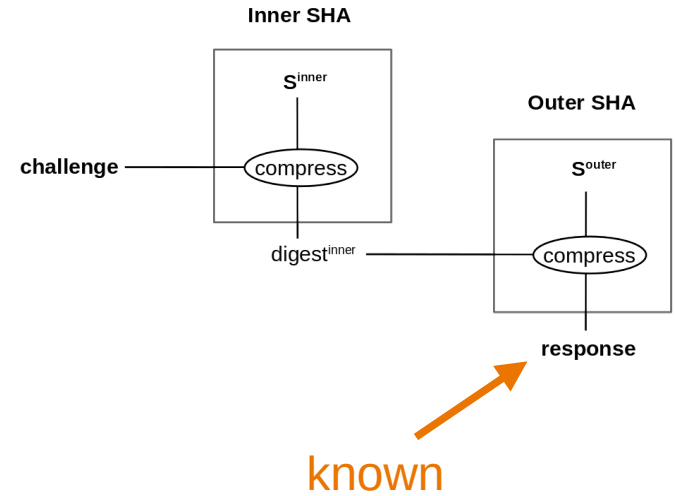 Inner SHA
S^inner
challenge
compress
digest^inner
Outer SHA
S^outer
compress
response
known